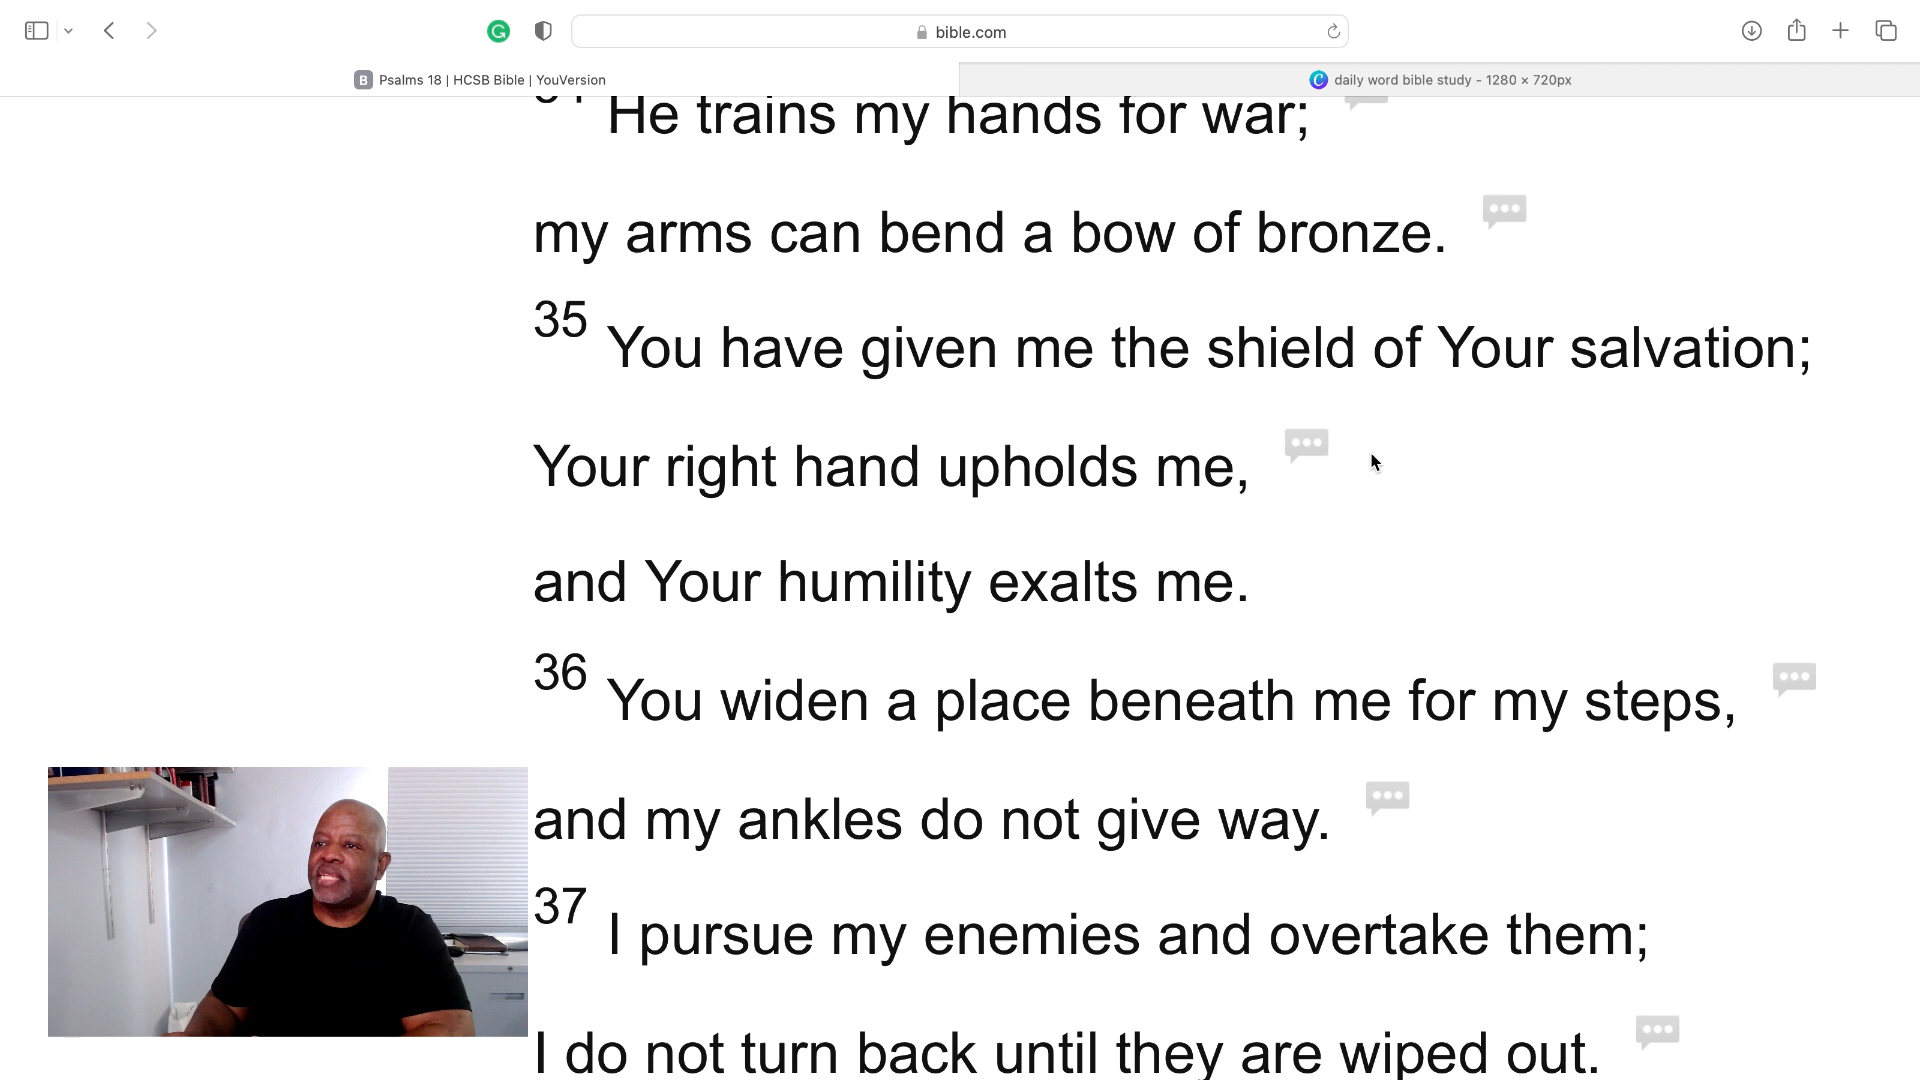 bible.com
Psalms 18 | HCSB Bible | YouVersion
daily word bible study - 1280 × 720px
He trains my hands for war;
my arms can bend a bow of bronze.
35 You have given me the shield of Your salvation;
Your right hand upholds me,
and Your humility exalts me.
36 You widen a place beneath me for my steps,
and my ankles do not give way.
37 I pursue my enemies and overtake them;
I do not turn back until they are wiped out.